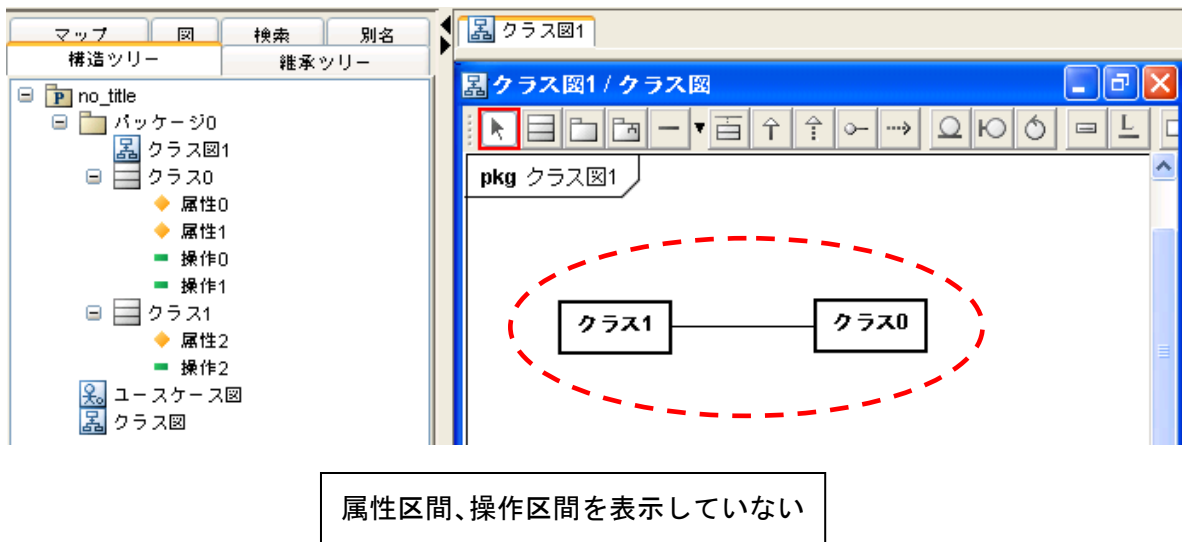 マップ 図 検索 別名
構造ツリー 継承ツリー
no_title
パッケージ0
クラス図1
クラス0
属性0
属性1
操作0
操作1
クラス1
属性2
操作2
ユースケース図
クラス図
クラス図1
クラス図1 / クラス図
pkg クラス図1
クラス1 クラス0
属性区間、操作区間を表示していない